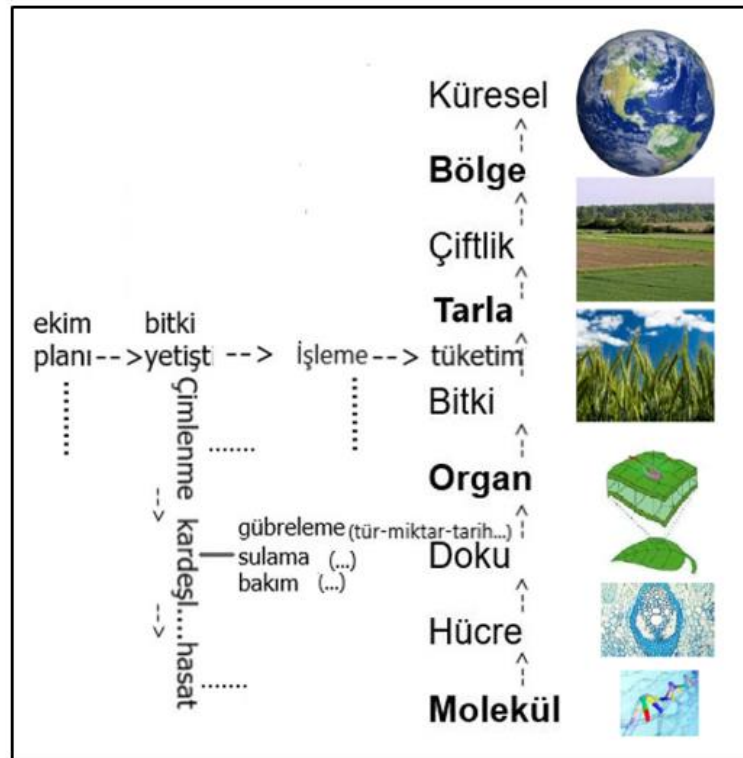 Küresel
Bölge
Çiftlik
Tarla
ekim
planı-->
bitki
yetişti -->
İşleme -->
tüketim
Bitki
Organ
Doku
Hücre
Molekül
Çimlenme
kardeşl....hasat
.......
gübreleme (tür-miktar-tarih...)
sulama (...)
bakım (...)
.......